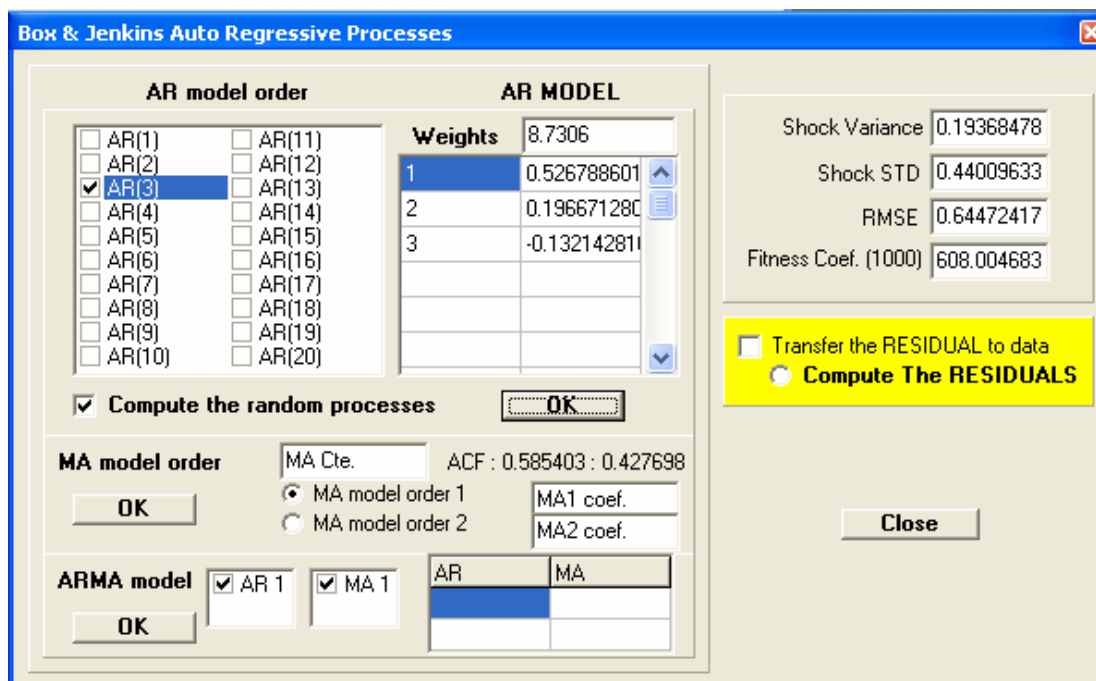 Box & Jenkins Auto Regressive Processes
AR model order
AR MODEL
AR(1) AR(11)
AR(2) AR(12)
AR(3) AR(13)
AR(4) AR(14)
AR(5) AR(15)
AR(6) AR(16)
AR(7) AR(17)
AR(8) AR(18)
AR(9) AR(19)
AR(10) AR(20)
Weights 8.7306
1 0.526788601
2 0.196671280
3 -0.13214281
Compute the random processes OK
MA model order MA Cte. ACF : 0.585403 : 0.427698
OK
MA model order 1 MA1 coef.
MA model order 2 MA2 coef.
ARMA model AR 1 MA 1 AR MA
OK
Shock Variance 0.19368478
Shock STD 0.44009633
RMSE 0.64472417
Fitness Coef. (1000) 608.004683
Transfer the RESIDUAL to data
Compute The RESIDUALS
Close